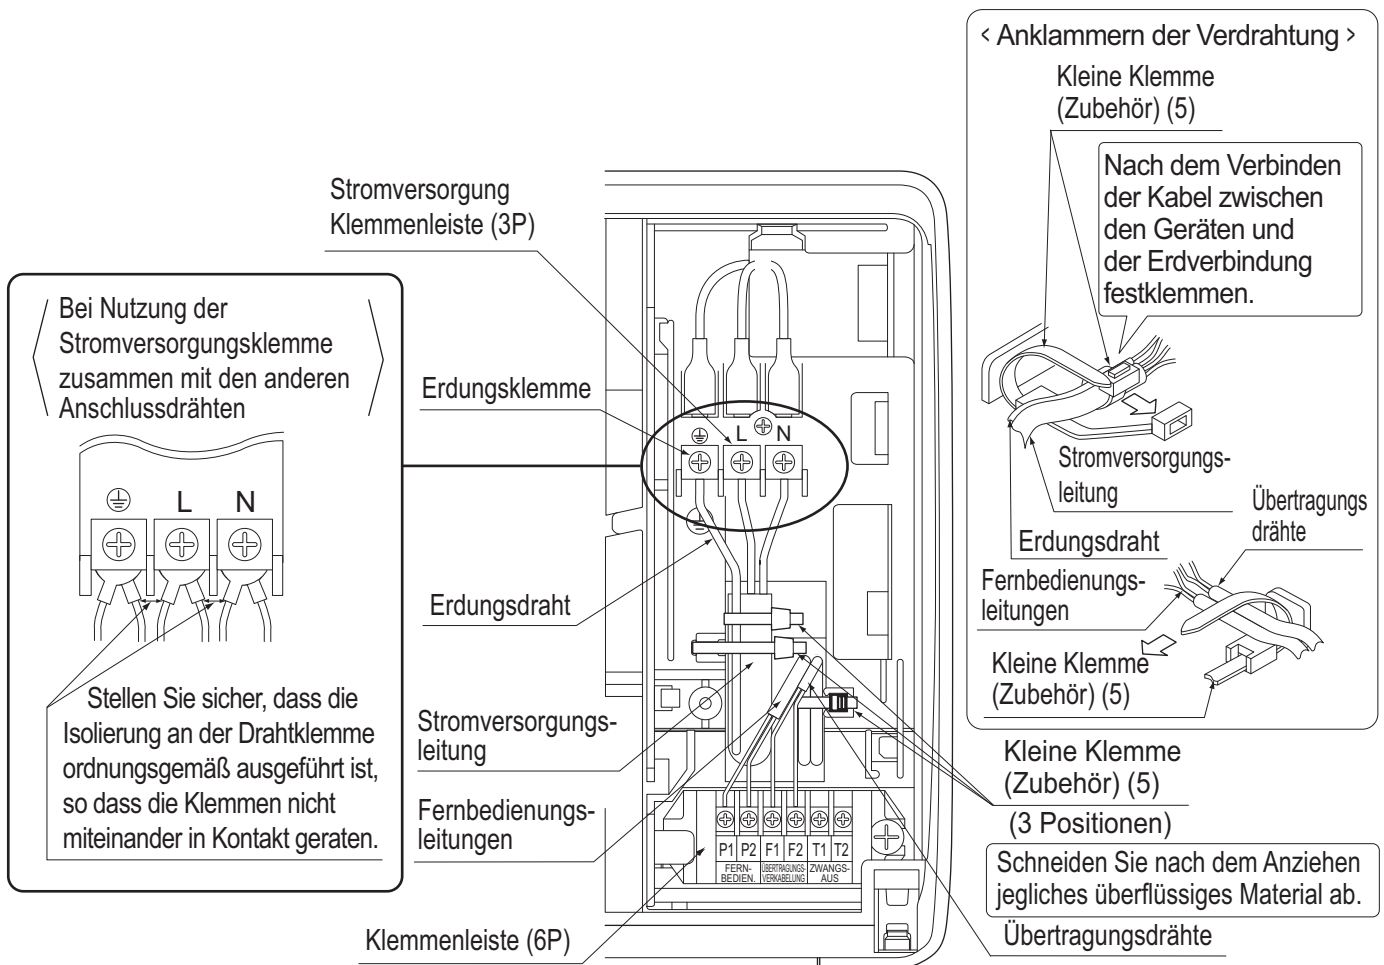 ‹ Anklammern der Verdrahtung ›
Kleine Klemme
(Zubehör) (5)
Nach dem Verbinden
der Kabel zwischen
den Geräten und
der Erdverbindung
festklemmen.
Stromversorgungs-
leitung
Erdungsdraht
Übertragungs
drähte
Fernbedienungs-
leitungen
Kleine Klemme
(Zubehör) (5)
Stromversorgung
Klemmenleiste (3P)
Bei Nutzung der
Stromversorgungsklemme
zusammen mit den anderen
Anschlussdrähten
L N
Stellen Sie sicher, dass die
Isolierung an der Drahtklemme
ordnungsgemäß ausgeführt ist,
so dass die Klemmen nicht
miteinander in Kontakt geraten.
Erdungsklemme
L N
Erdungsdraht
Stromversorgungs-
leitung
Fernbedienungs-
leitungen
P1 P2 F1 F2 T1 T2
FERN-
BEDIEN.
ÜBERTRAGUNGS-
VERKABELUNG
ZWANGS-
AUS
Klemmenleiste (6P)
Kleine Klemme
(Zubehör) (5)
(3 Positionen)
Schneiden Sie nach dem Anziehen
jegliches überflüssiges Material ab.
Übertragungsdrähte